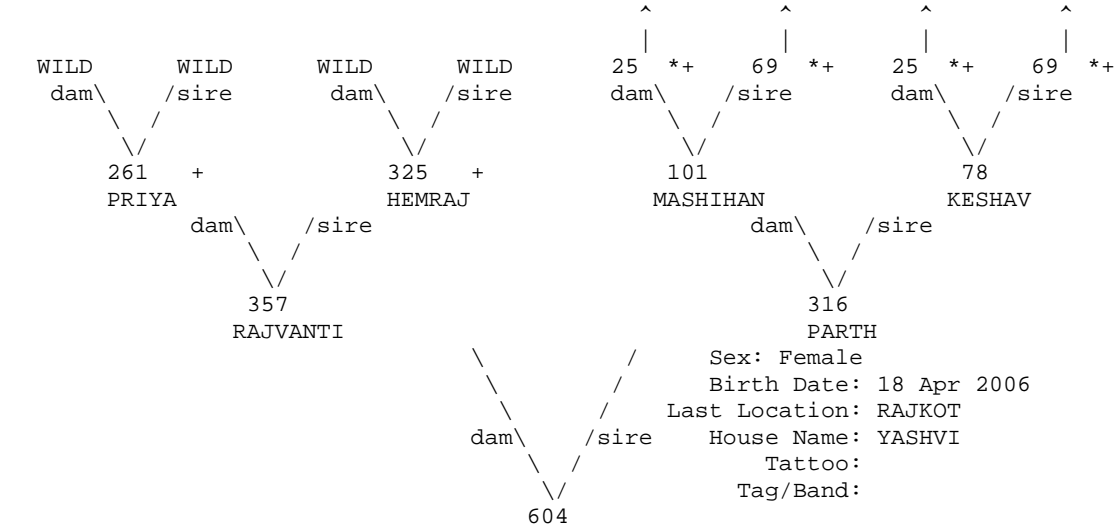 ^ ^ ^ ^
| | | |
WILD WILD WILD WILD 25 *+ 69 *+ 25 *+ 69 *+
dam\ /sire dam\ /sire dam\ /sire dam\ /sire
\ / \ / \ / \ /
\/ \/ \/ \/
261 + 325 + 101 78
PRIYA HEMRAJ MASHIHAN KESHAV
dam\ /sire dam\ /sire
\ / \ /
\/ \/
357 316
RAJVANTI PARTH
\ / Sex: Female
\ / Birth Date: 18 Apr 2006
\ / Last Location: RAJKOT
dam\ /sire House Name: YASHVI
\ / Tattoo:
\/ Tag/Band:
604